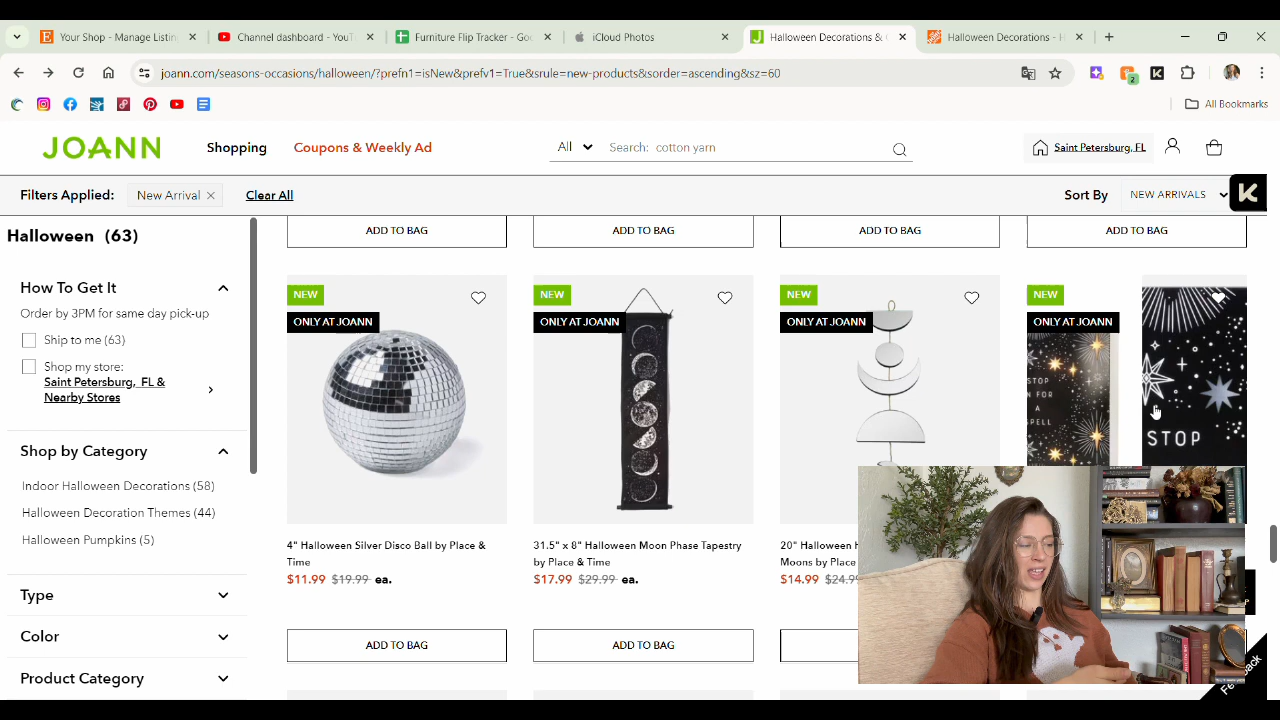 Your Shop - Manage Listin
Channel dashboard - YouT
Furniture Flip Tracker - Goo
iCloud Photos
Halloween Decorations & C
Halloween Decorations - H
joann.com/seasons-occasions/halloween/?prefn1=isNew&prefv1=True&srule=new-products&sorder=ascending&sz=60
2
All Bookmarks
JOANN
Shopping
Coupons & Weekly Ad
All
Search: cotton yarn
Saint Petersburg, FL
Filters Applied:
New Arrival
Clear All
Sort By
NEW ARRIVALS
Halloween (63)
How To Get It
Order by 3PM for same day pick-up
Ship to me (63)
Shop my store:
Saint Petersburg, FL &
Nearby Stores
Shop by Category
Indoor Halloween Decorations (58)
Halloween Decoration Themes (44)
Halloween Pumpkins (5)
Type
Color
Product Category
ADD TO BAG
ADD TO BAG
ADD TO BAG
ADD TO BAG
NEW
ONLY AT JOANN
NEW
ONLY AT JOANN
NEW
ONLY AT JOANN
NEW
ONLY AT JOANN
STOP
FOR
A
SPELL
STOP
4" Halloween Silver Disco Ball by Place &
Time
$11.99 $19.99 ea.
31.5" x 8" Halloween Moon Phase Tapestry
by Place & Time
$17.99 $29.99 ea.
20" Halloween H
Moons by Place
$14.99 $24.99
ADD TO BAG
ADD TO BAG
Feedback